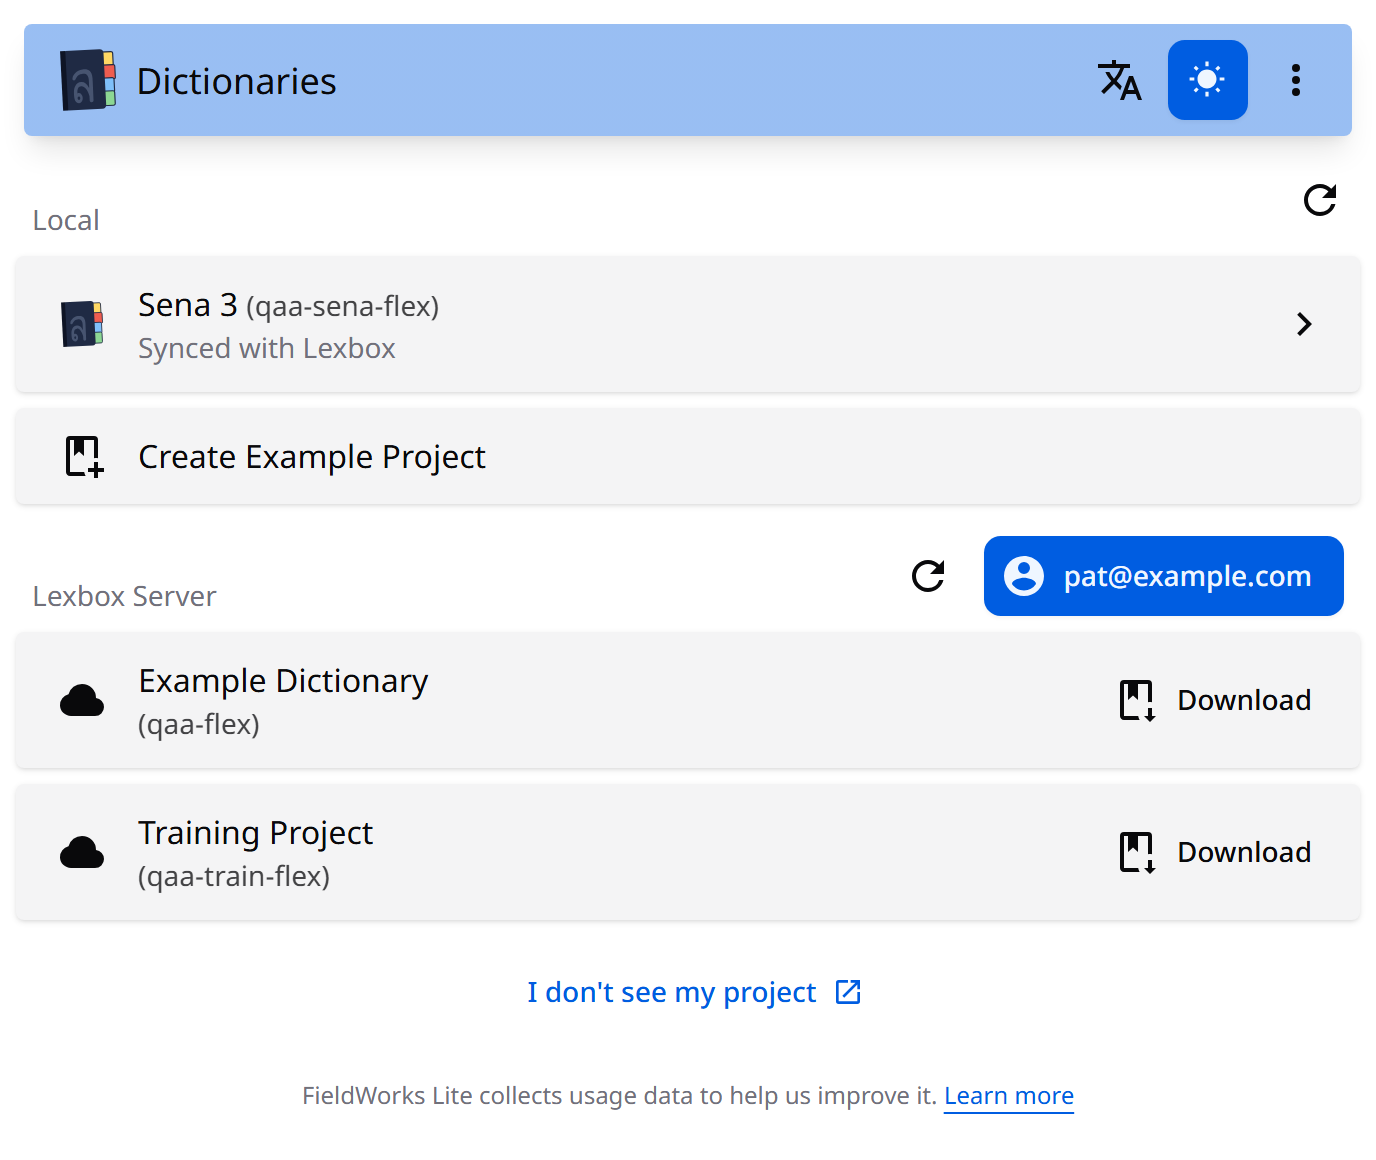 Dictionaries
Local
Sena 3 (qaa-sena-flex)
Synced with Lexbox
Create Example Project
Lexbox Server
pat@example.com
Example Dictionary
(qaa-flex)
Download
Training Project
(qaa-train-flex)
Download
I don't see my project
FieldWorks Lite collects usage data to help us improve it. Learn more